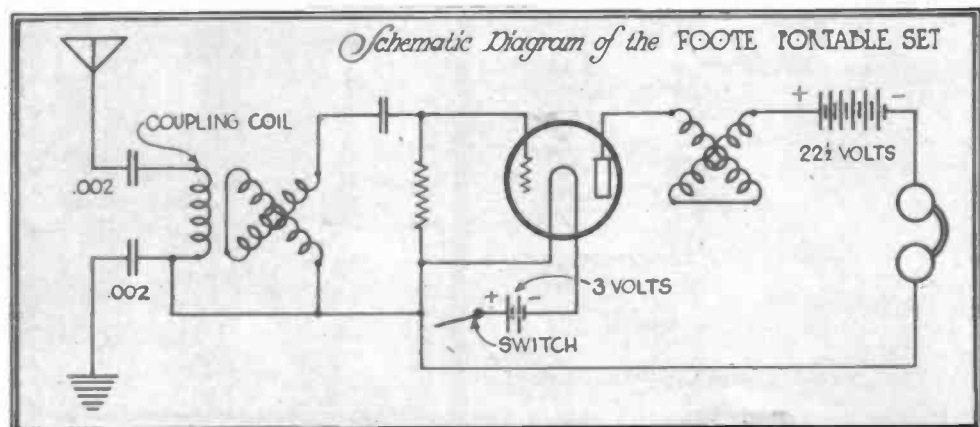 Schematic Diagram of the FOOTE PORTABLE SET
COUPLING COIL
.002
.002
+ -
22½ VOLTS
+ -
3 VOLTS
SWITCH